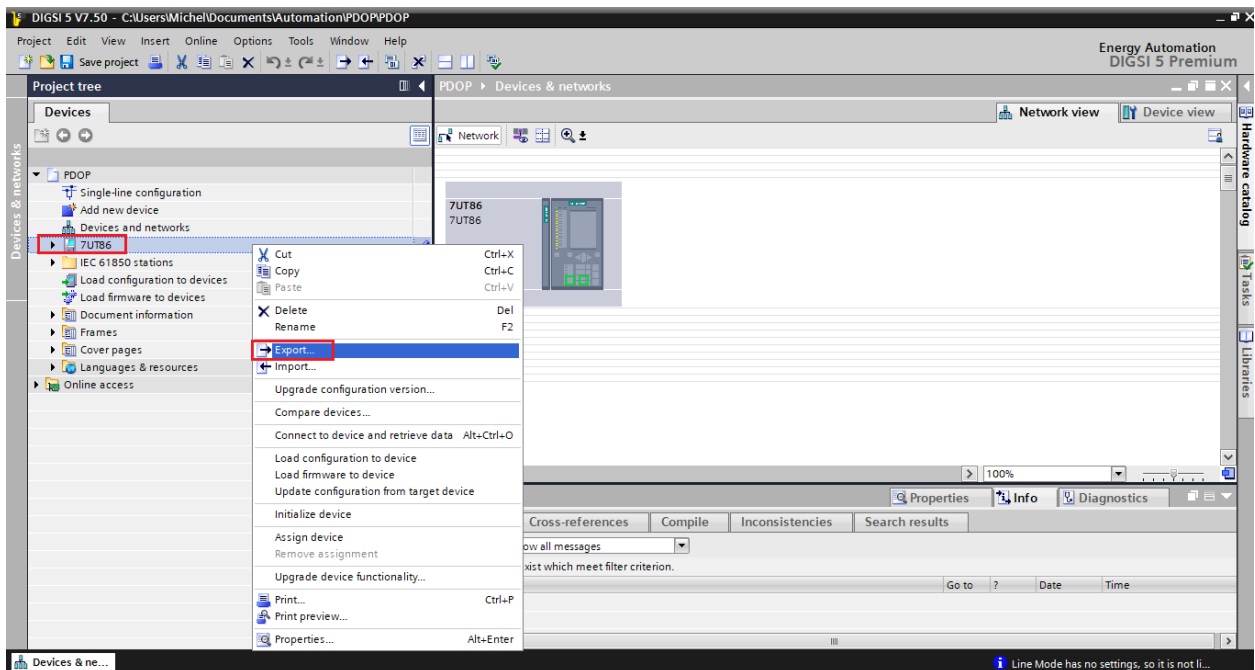 DIGSI 5 V7.50 - C:\Users\Michel\Documents\Automation\PDOP\PDOP
Project Edit View Insert Online Options Tools Window Help
Save project
Energy Automation
DIGSI 5 Premium
Project tree
PDOP Devices & networks
Devices
Network view
Device view
Network
Devices & networks
PDOP
Single-line configuration
Add new device
Devices and networks
7UT86
IEC 61850 stations
Load configuration to devices
Load firmware to devices
Document information
Frames
Cover pages
Languages & resources
Online access
7UT86
7UT86
Cut Ctrl+X
Copy Ctrl+C
Paste Ctrl+V
Delete Del
Rename F2
Export...
Import...
Upgrade configuration version...
Compare devices...
Connect to device and retrieve data Alt+Ctrl+O
Load configuration to device
Load firmware to device
Update configuration from target device
Initialize device
Assign device
Remove assignment
Upgrade device functionality...
Print... Ctrl+P
Print preview...
Properties... Alt+Enter
Hardware catalog
Tasks
Libraries
100%
Properties
Info
Diagnostics
Cross-references
Compile
Inconsistencies
Search results
ow all messages
xist which meet filter criterion.
Go to ? Date Time
Devices & ne...
Line Mode has no settings, so it is not li...